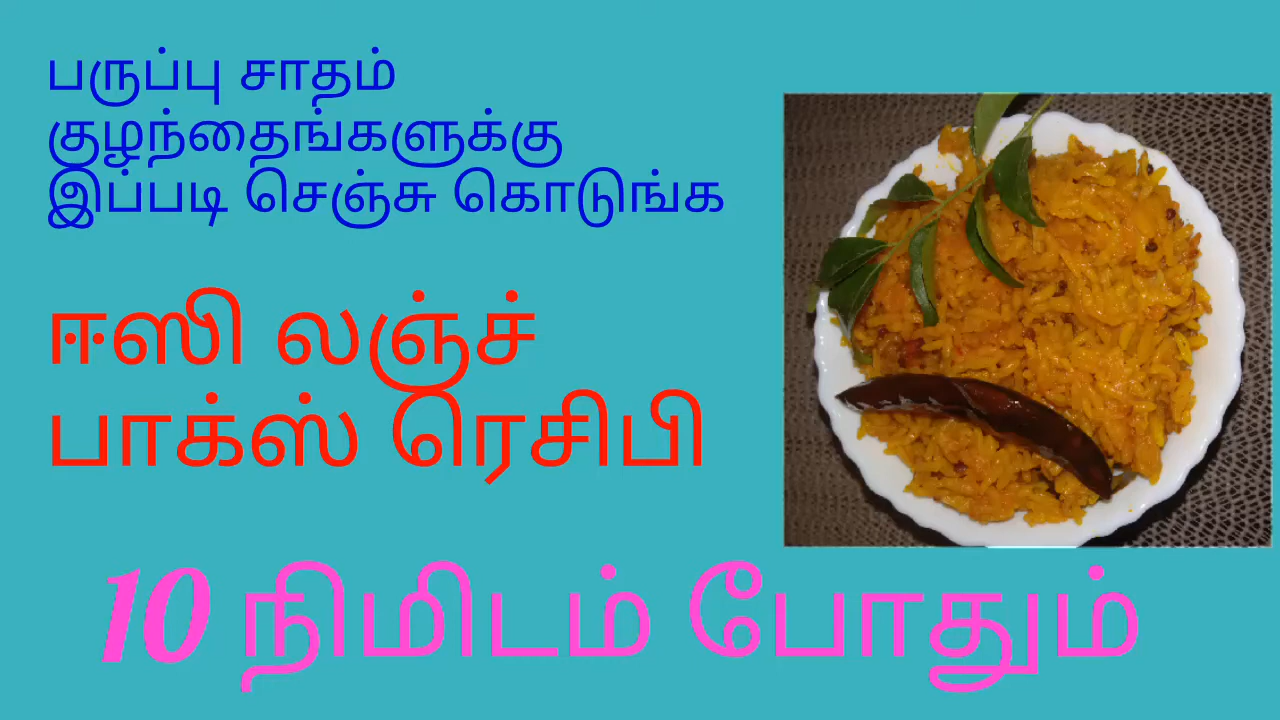 பருப்பு சாதம்
குழந்தைங்களுக்கு
இப்படி செஞ்சு கொடுங்க
ஈஸி லஞ்ச்
பாக்ஸ் ரெசிபி
10 நிமிடம் போதும்